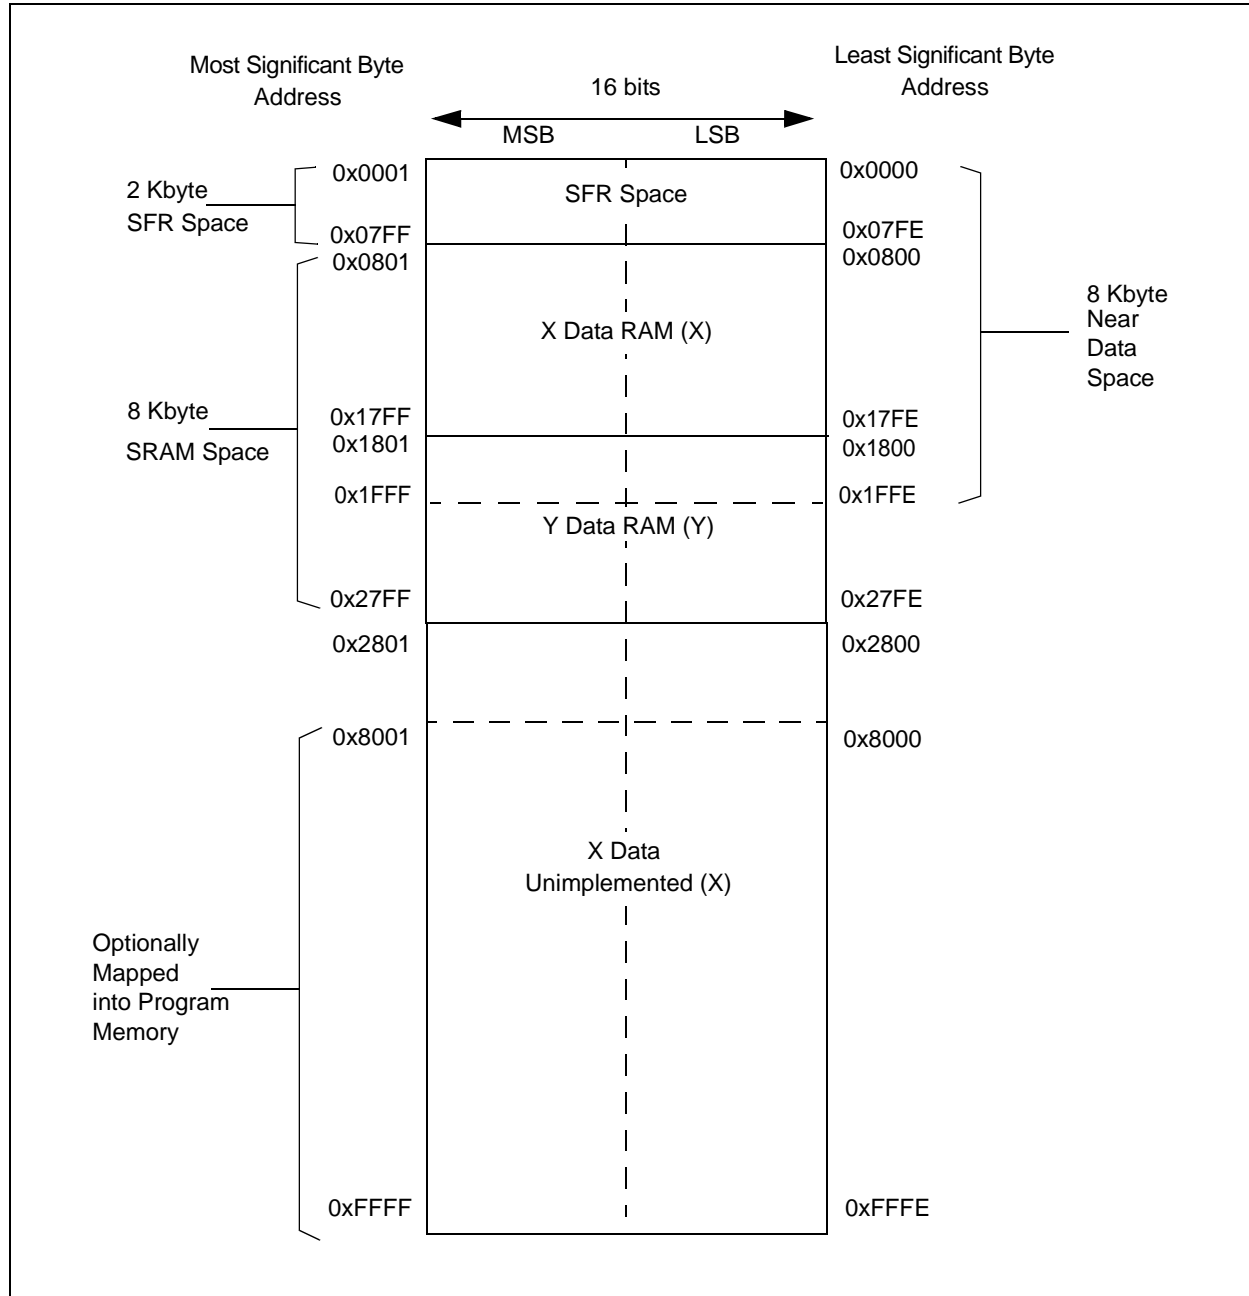 Most Significant Byte
Address
16 bits
Least Significant Byte
Address
MSB
LSB
0x0001
0x0000
2 Kbyte
SFR Space
SFR Space
0x07FF
0x07FE
0x0801
0x0800
8 Kbyte
Near
Data
Space
X Data RAM (X)
8 Kbyte
SRAM Space
0x17FF
0x17FE
0x1801
0x1800
0x1FFF
0x1FFE
Y Data RAM (Y)
0x27FF
0x27FE
0x2801
0x2800
0x8001
0x8000
X Data
Unimplemented (X)
Optionally
Mapped
into Program
Memory
0xFFFF
0xFFFE